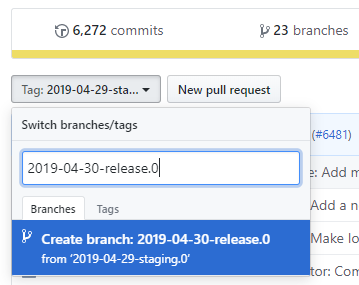 6,272 commits
23 branches
Tag: 2019-04-29-sta...
New pull request
Switch branches/tags
(#6481)
2019-04-30-release.0
: Add m
Branches
Tags
Add a n
Create branch: 2019-04-30-release.0
Make lo
from '2019-04-29-staging.0'
tor: Com